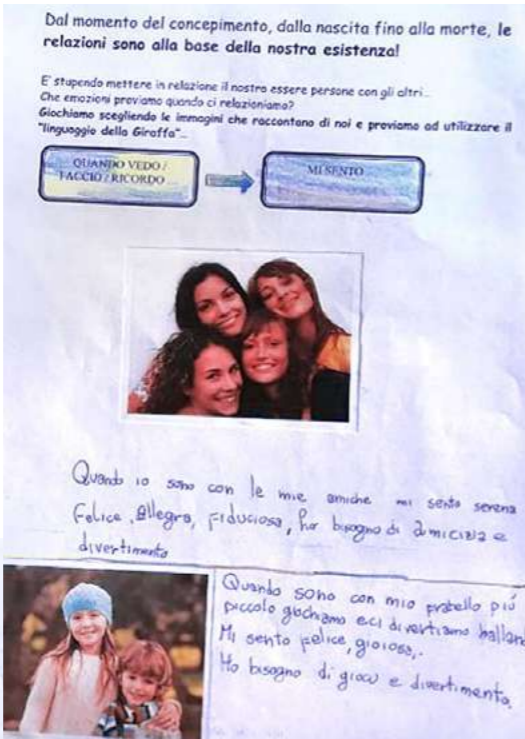 Dal momento del concepimento, dalla nascita fino alla morte, le
relazioni sono alla base della nostra esistenza!
E' stupendo mettere in relazione il nostro essere persone con gli altri...
Che emozioni proviamo quando ci relazioniamo?
Giochiamo scegliendo le immagini che raccontano di noi e proviamo ad utilizzare il
"linguaggio della Giraffa"...
QUANDO VEDO /
FACCIO / RICORDO ...
MI SENTO ...
Quando io sono con le mie amiche mi sento serena
Felice, allegra, fiduciosa, ho bisogno di amicizia e
divertimento
Quando sono con mio fratello più
piccolo giochiamo e ci divertiamo balland
Mi sento felice, gioiosa,.
Ho bisogno di gioco e divertimento.